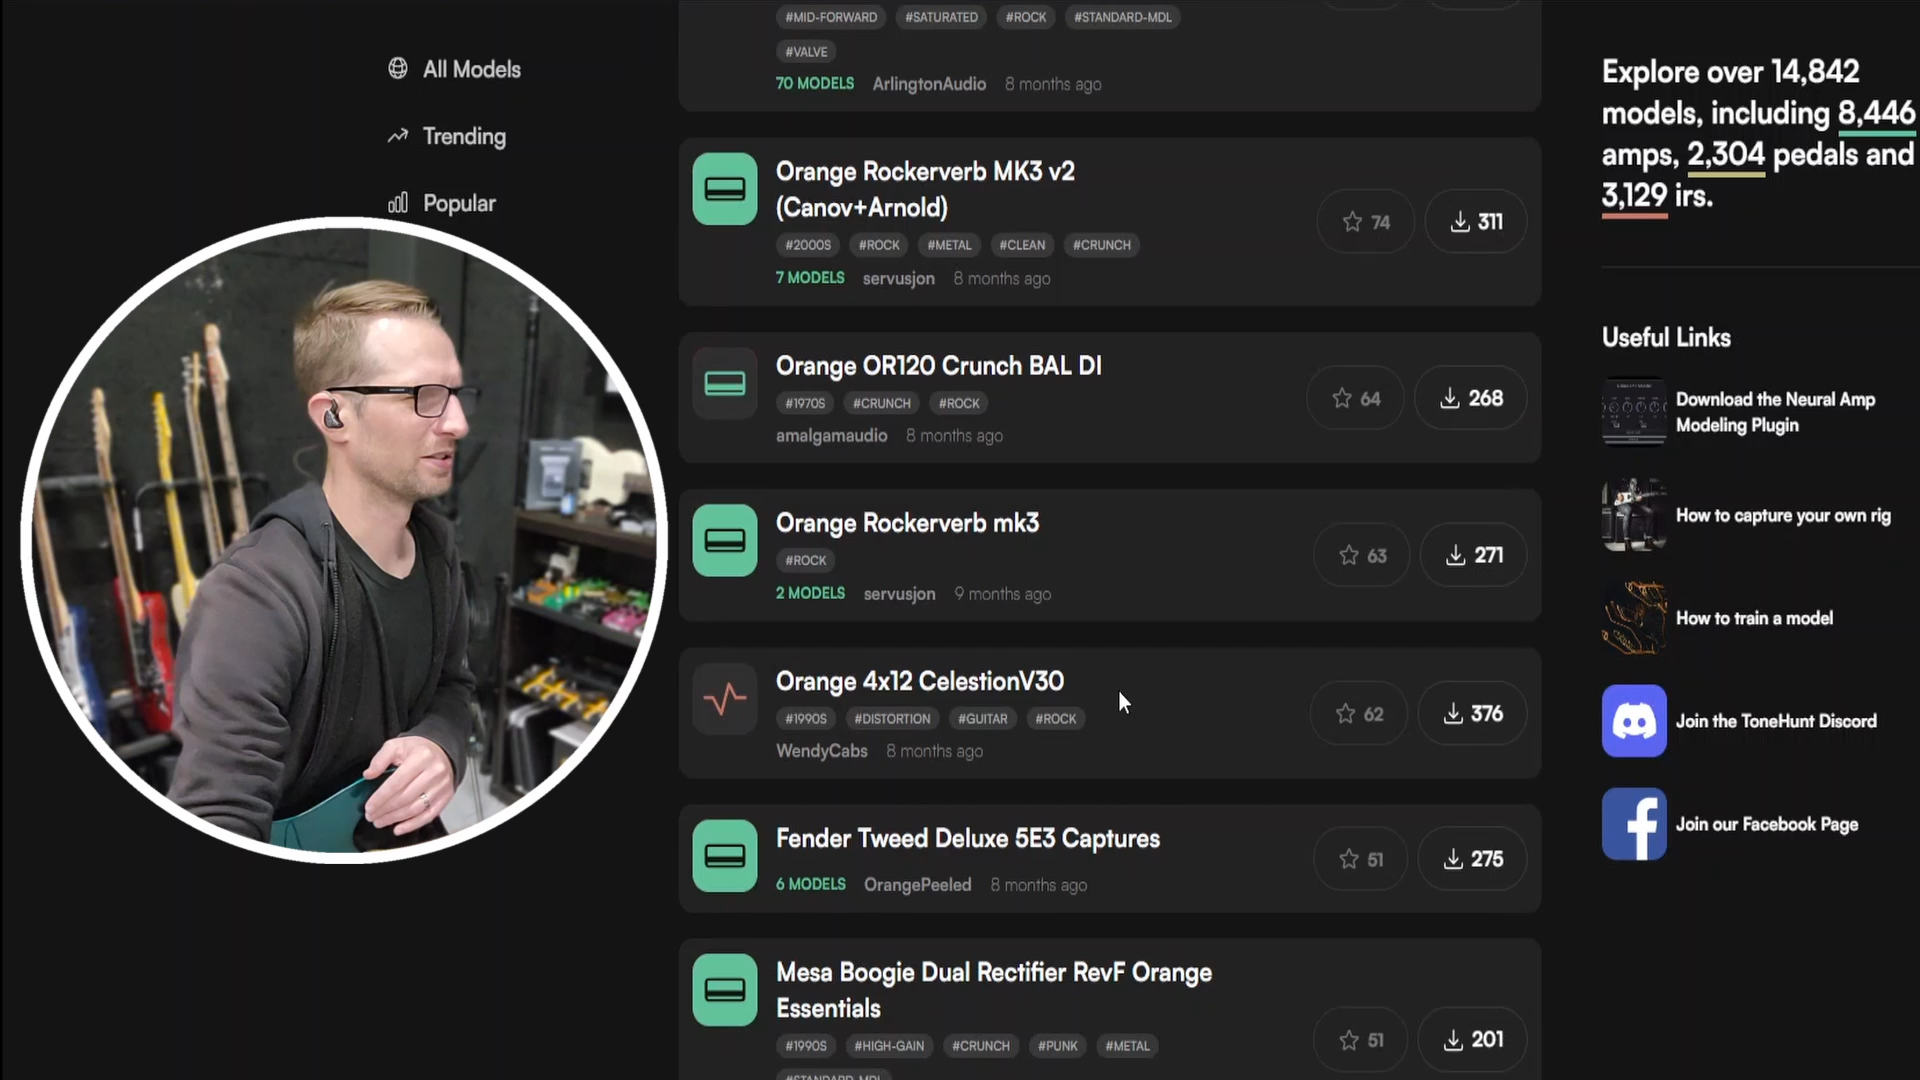 All Models
Trending
Popular
#MID-FORWARD #SATURATED #ROCK #STANDARD-MDL
#VALVE
70 MODELS ArlingtonAudio 8 months ago
Orange Rockerverb MK3 v2
(Canov+Arnold)
#2000S #ROCK #METAL #CLEAN #CRUNCH
7 MODELS servusjon 8 months ago
74 311
Orange OR120 Crunch BAL DI
#1970S #CRUNCH #ROCK
amalgamaudio 8 months ago
64 268
Orange Rockerverb mk3
#ROCK
2 MODELS servusjon 9 months ago
63 271
Orange 4x12 CelestionV30
#1990S #DISTORTION #GUITAR #ROCK
WendyCabs 8 months ago
62 376
Fender Tweed Deluxe 5E3 Captures
6 MODELS OrangePeeled 8 months ago
51 275
Mesa Boogie Dual Rectifier RevF Orange
Essentials
#1990S #HIGH-GAIN #CRUNCH #PUNK #METAL
#STANDARD-MDL
51 201
Explore over 14,842
models, including 8,446
amps, 2,304 pedals and
3,129 irs.
Useful Links
Download the Neural Amp
Modeling Plugin
How to capture your own rig
How to train a model
Join the ToneHunt Discord
Join our Facebook Page